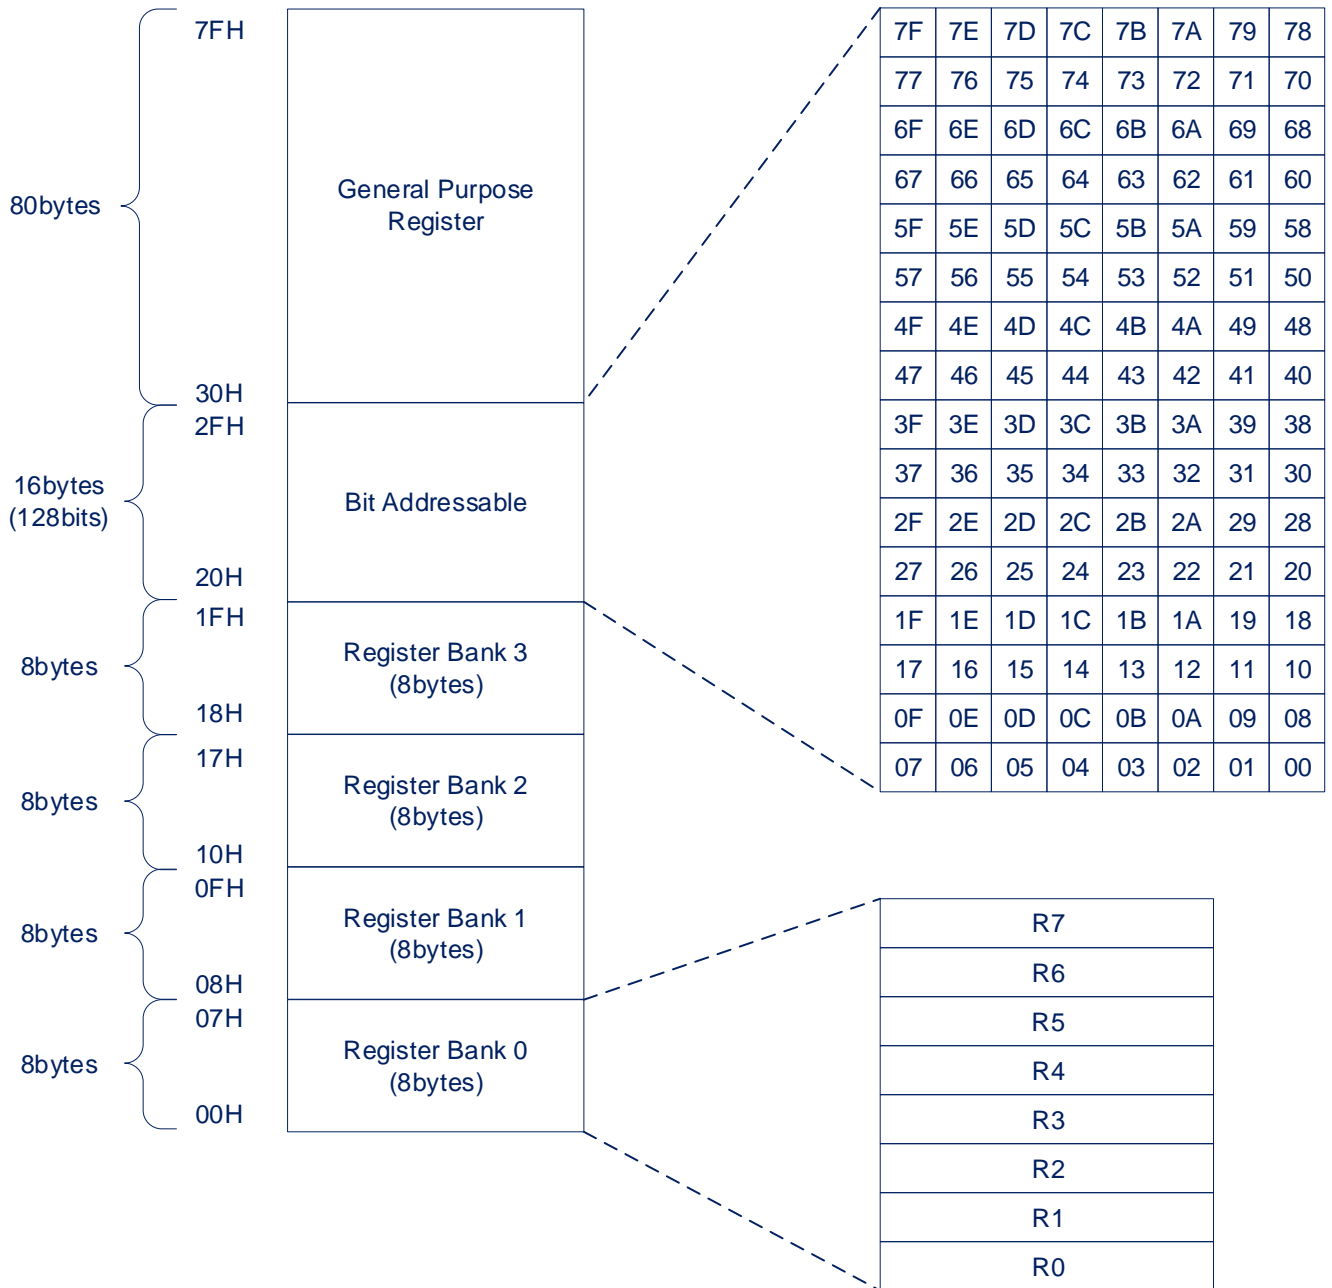 7FH
80bytes
General Purpose
Register
30H
2FH
16bytes
(128bits)
Bit Addressable
20H
1FH
8bytes
Register Bank 3
(8bytes)
18H
17H
8bytes
Register Bank 2
(8bytes)
10H
0FH
8bytes
Register Bank 1
(8bytes)
08H
07H
8bytes
Register Bank 0
(8bytes)
00H
7F 7E 7D 7C 7B 7A 79 78
77 76 75 74 73 72 71 70
6F 6E 6D 6C 6B 6A 69 68
67 66 65 64 63 62 61 60
5F 5E 5D 5C 5B 5A 59 58
57 56 55 54 53 52 51 50
4F 4E 4D 4C 4B 4A 49 48
47 46 45 44 43 42 41 40
3F 3E 3D 3C 3B 3A 39 38
37 36 35 34 33 32 31 30
2F 2E 2D 2C 2B 2A 29 28
27 26 25 24 23 22 21 20
1F 1E 1D 1C 1B 1A 19 18
17 16 15 14 13 12 11 10
0F 0E 0D 0C 0B 0A 09 08
07 06 05 04 03 02 01 00
R7
R6
R5
R4
R3
R2
R1
R0